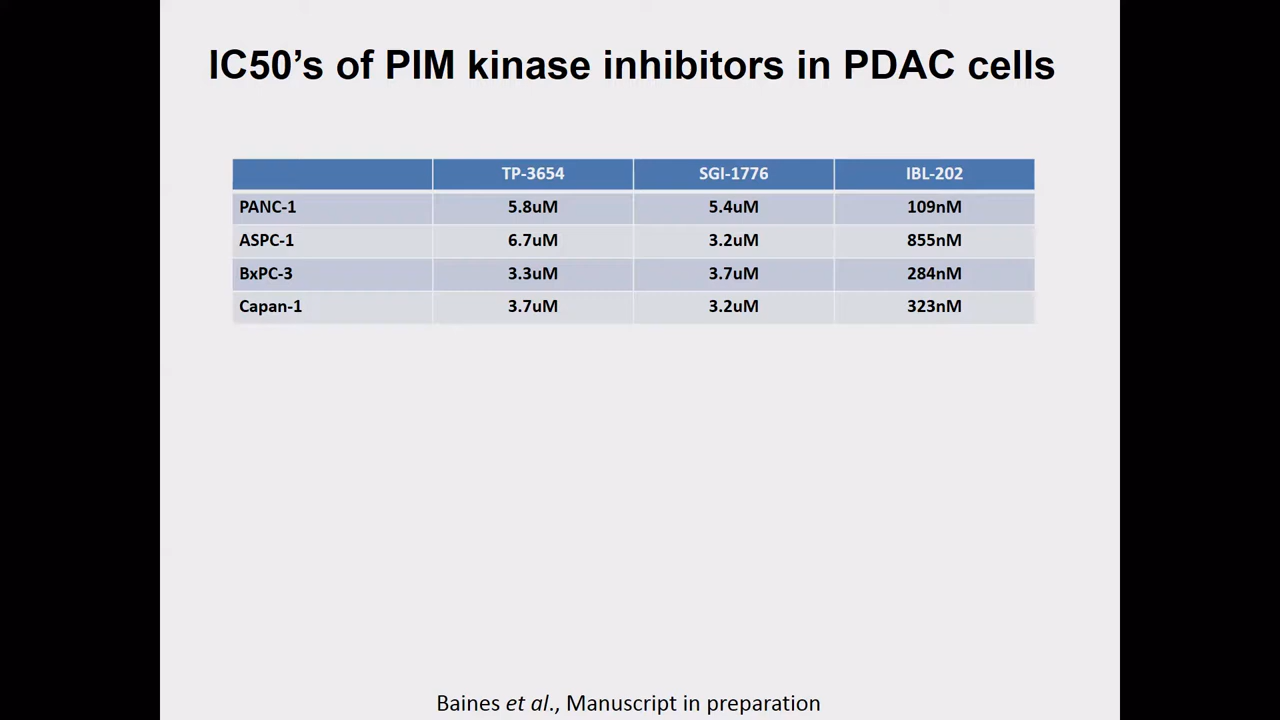 IC50’s of PIM kinase inhibitors in PDAC cells
TP-3654 SGI-1776 IBL-202
PANC-1 5.8uM 5.4uM 109nM
ASPC-1 6.7uM 3.2uM 855nM
BxPC-3 3.3uM 3.7uM 284nM
Capan-1 3.7uM 3.2uM 323nM
Baines et al., Manuscript in preparation